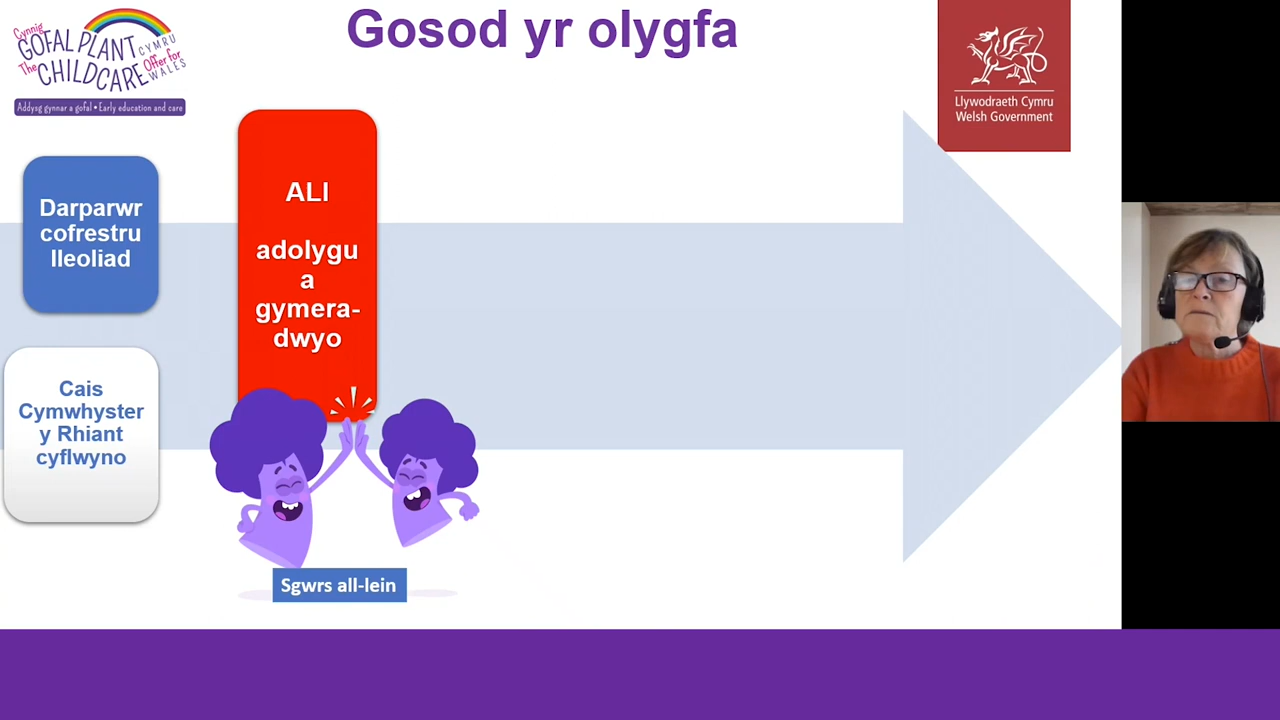 Gosod yr olygfa
Cynnig
GOFAL PLANT
CYMRU
The
CHILDCARE
Offer for
WALES
Addysg gynnar a gofal • Early education and care
Llywodraeth Cymru
Welsh Government
Darparwr
cofrestru
lleoliad
ALI
adolygu
a
gymera-
dwyo
Cais
Cymwhyster
y Rhiant
cyflwyno
Sgwrs all-lein